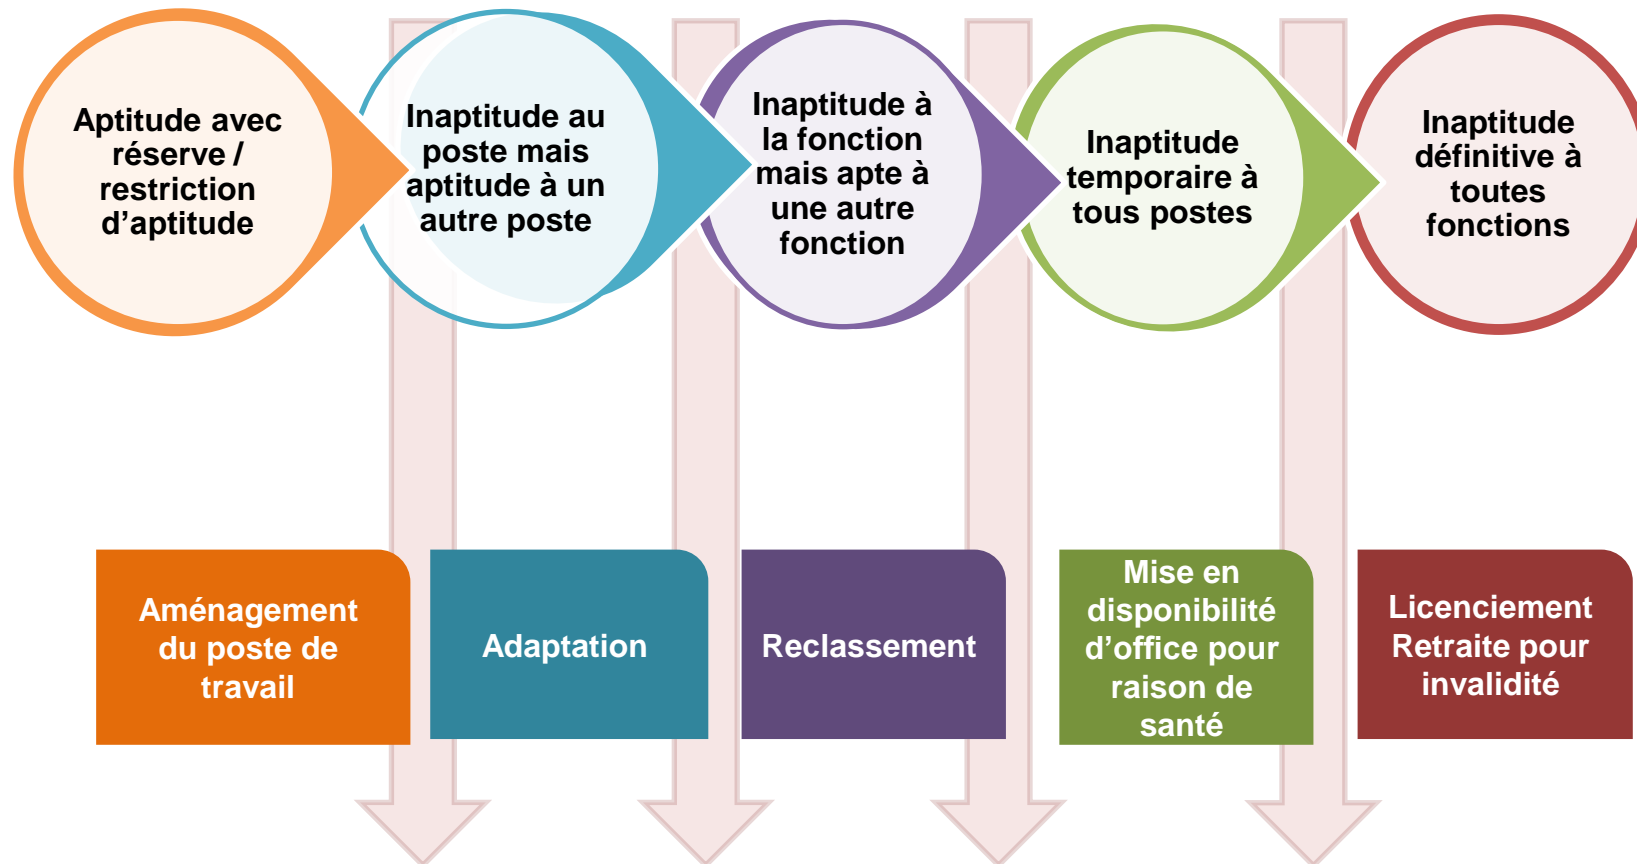 Aptitude avec
réserve /
restriction
d’aptitude
Inaptitude au
poste mais
aptitude à un
autre poste
Inaptitude à
la fonction
mais apte à
une autre
fonction
Inaptitude
temporaire à
tous postes
Inaptitude
définitive à
toutes
fonctions
Aménagement
du poste de
travail
Adaptation
Reclassement
Mise en
disponibilité
d’office pour
raison de
santé
Licenciement
Retraite pour
invalidité